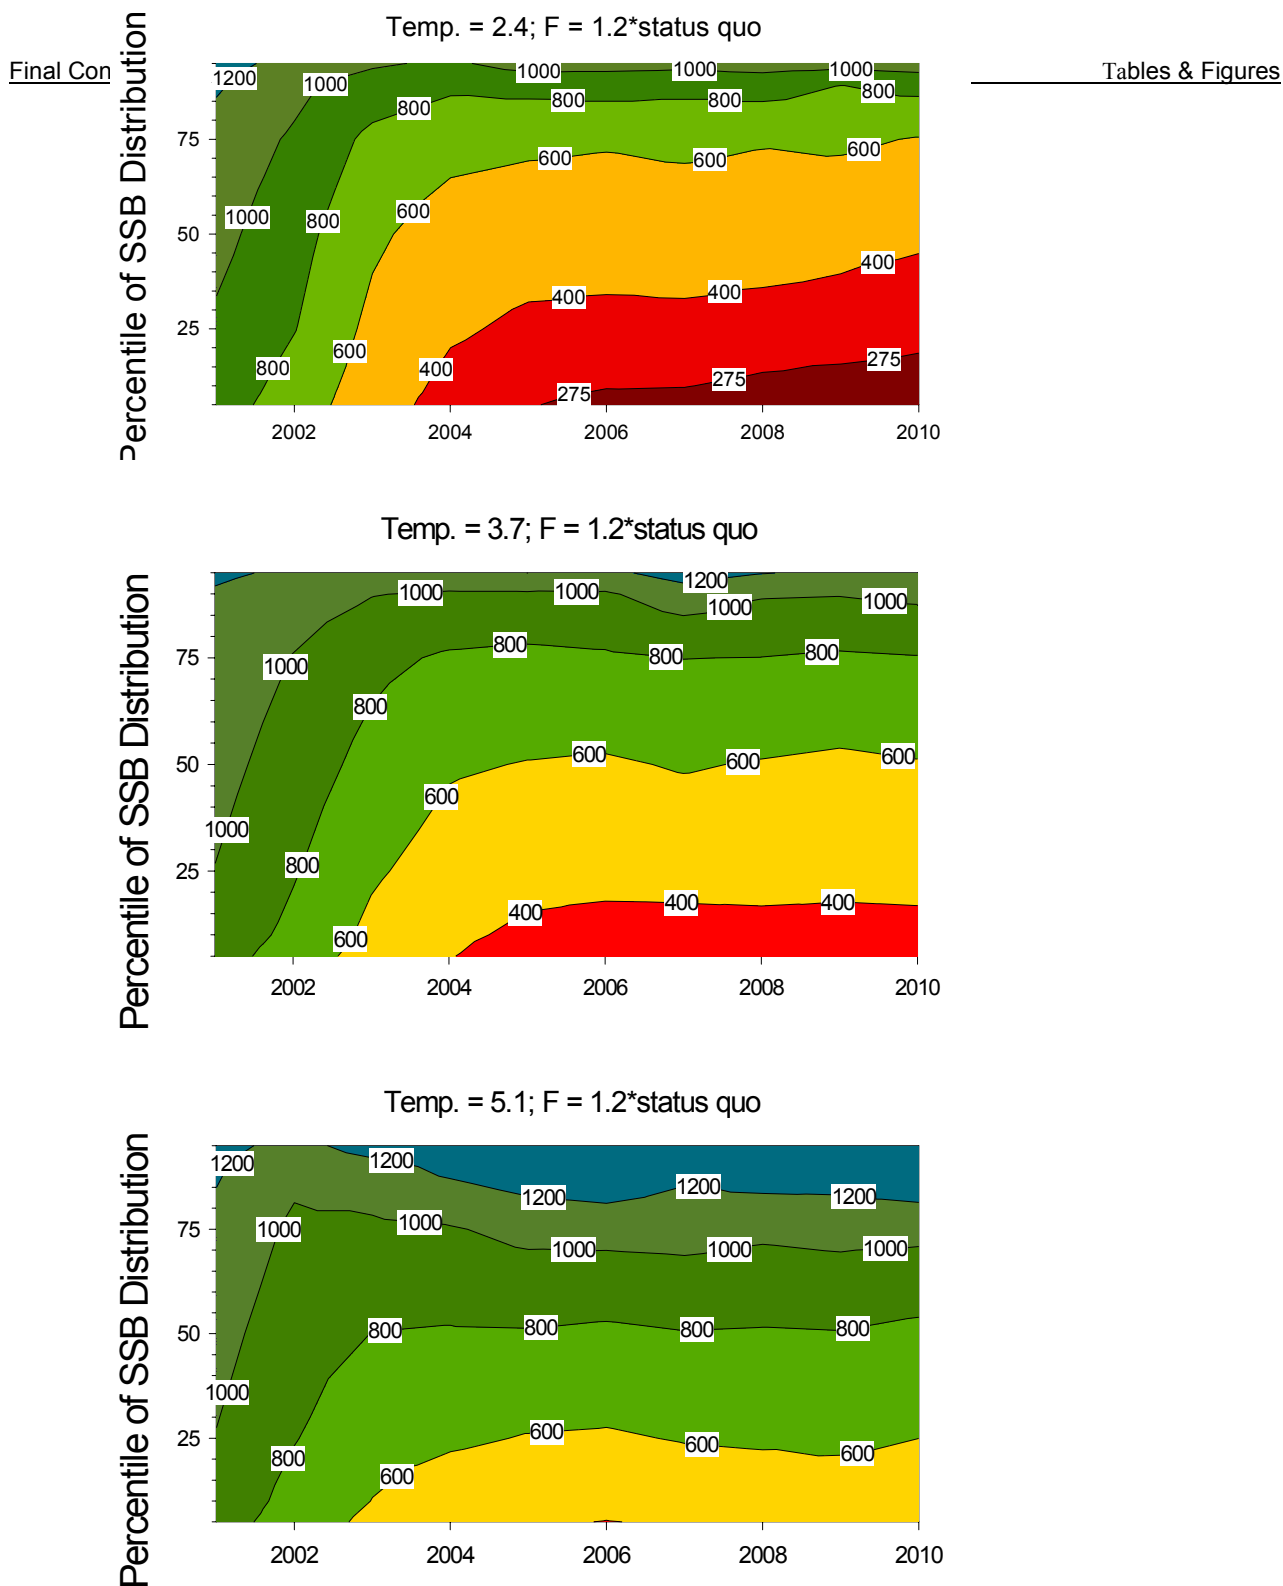 Temp. = 2.4; F = 1.2*status quo
Final Con
Tables & Figures
Percentile of SSB Distribution
1200 1000 1000 1000 1000
800 800 800 800
75
600 600 600
1000 800 600
50
400 400 400
25
800 600 400 275 275 275
2002 2004 2006 2008 2010
Temp. = 3.7; F = 1.2*status quo
Percentile of SSB Distribution
1000 1000 1200 1000 1000
75
1000 800 800 800 800
50
600 600 600 600
1000
25
800 400 400 400
600
2002 2004 2006 2008 2010
Temp. = 5.1; F = 1.2*status quo
Percentile of SSB Distribution
1200 1200 1200 1200 1200
75
1000 1000 1000 1000 1000
50
800 800 800 800
1000
25
800 600 600 600 600
2002 2004 2006 2008 2010